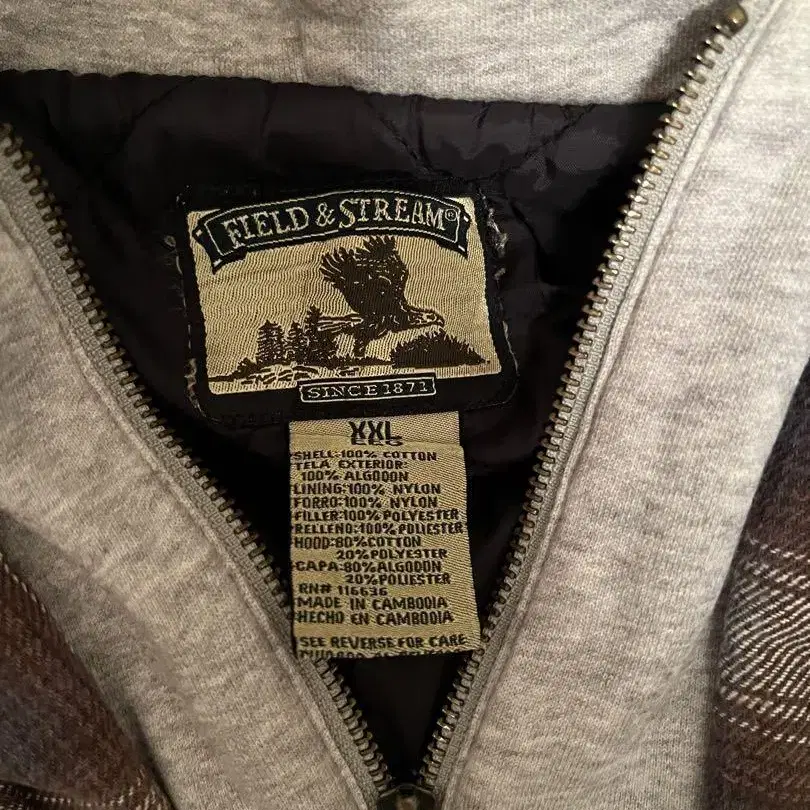 FIELD & STREAM®
SINCE 1871
XXL
SHELL:100% COTTON
TELA EXTERIOR:
100% ALGODON
LINING:100% NYLON
FORRO:100% NYLON
FILLER:100% POLYESTER
RELLENO:100% POLIESTER
HOOD:80%COTTON
20%POLYESTER
CAPA:80%ALGODON
20%POLIESTER
RN# 116636
MADE IN CAMBODIA
HECHO EN CAMBODIA
SEE REVERSE FOR CARE